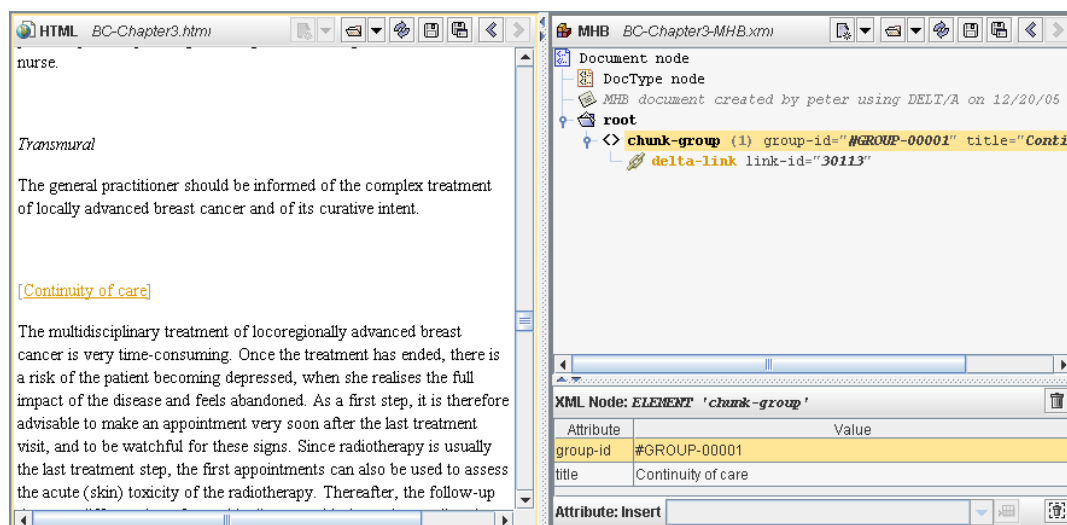 HTML BC-Chapter3.html
nurse.
Transmural
The general practitioner should be informed of the complex treatment
of locally advanced breast cancer and of its curative intent.
[Continuity of care]
The multidisciplinary treatment of locoregionally advanced breast
cancer is very time-consuming. Once the treatment has ended, there is
a risk of the patient becoming depressed, when she realises the full
impact of the disease and feels abandoned. As a first step, it is therefore
advisable to make an appointment very soon after the last treatment
visit, and to be watchful for these signs. Since radiotherapy is usually
the last treatment step, the first appointments can also be used to assess
the acute (skin) toxicity of the radiotherapy. Thereafter, the follow-up
MHB BC-Chapter3-MHB.xml
Document node
DocType node
MHB document created by peter using DELT/A on 12/20/05
root
<> chunk-group (1) group-id="#GROUP-00001" title="Conti
delta-link link-id="30113"
XML Node: ELEMENT 'chunk-group'
Attribute Value
group-id #GROUP-00001
title Continuity of care
Attribute: Insert